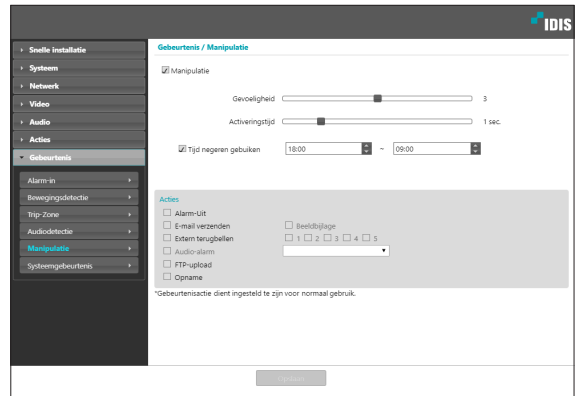 IDIS
Snelle installatie
Systeem
Netwerk
Video
Audio
Acties
Gebeurtenis
Alarm-in
Bewegingsdetectie
Trip-Zone
Audiodetectie
Manipulatie
Systeemgebeurtenis
Gebeurtenis / Manipulatie
Manipulatie
Gevoeligheid 3
Activeringstijd 1 sec.
Tijd negeren gebuiken 18:00 ~ 09:00
Acties
Alarm-Uit
E-mail verzenden Beeldbijlage
Extern terugbellen 1 2 3 4 5
Audio-alarm
FTP-upload
Opname
*Gebeurtenisactie dient ingesteld te zijn voor normaal gebruik.